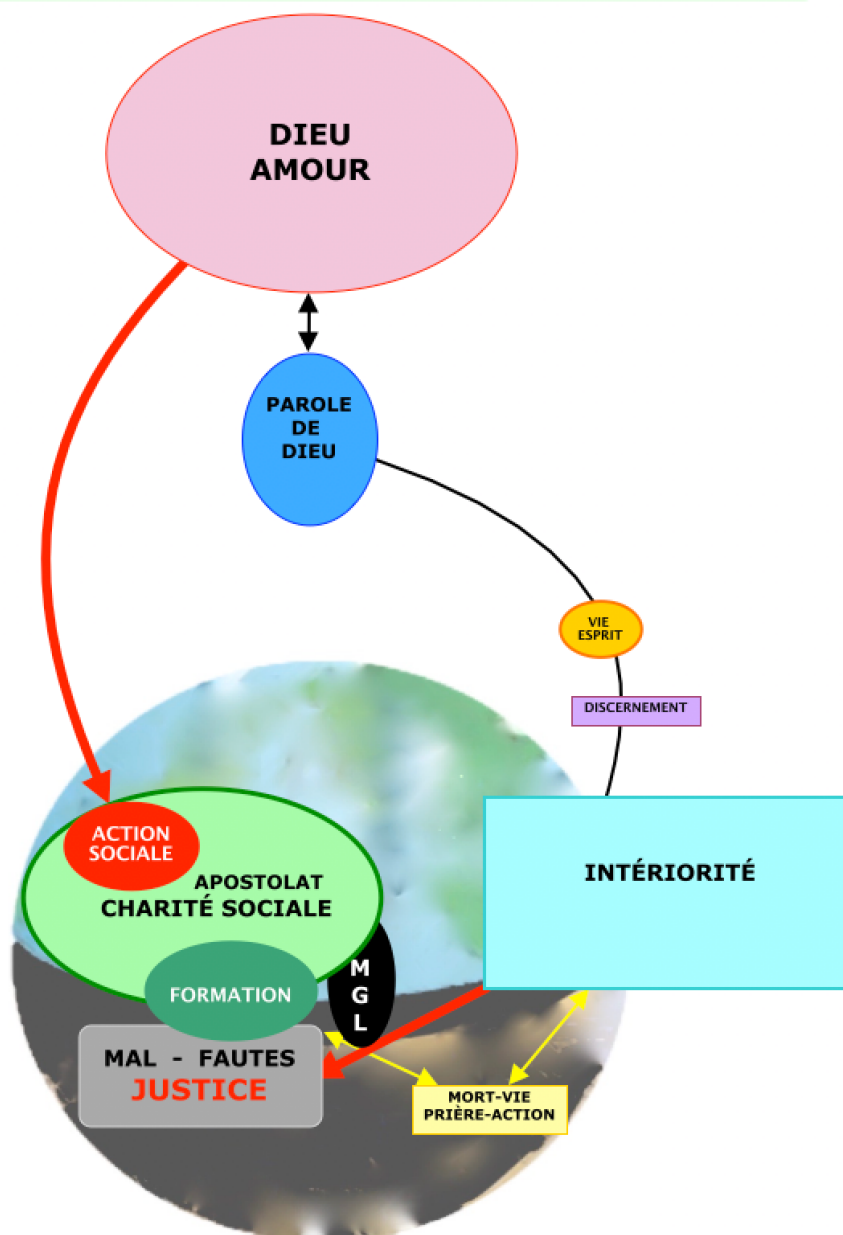 DIEU
AMOUR
PAROLE
DE
DIEU
VIE
ESPRIT
DISCERNEMENT
ACTION
SOCIALE
APOSTOLAT
CHARITÉ SOCIALE
INTÉRIORITÉ
FORMATION
M
G
L
MAL - FAUTES
JUSTICE
MORT-VIE
PRIÈRE-ACTION